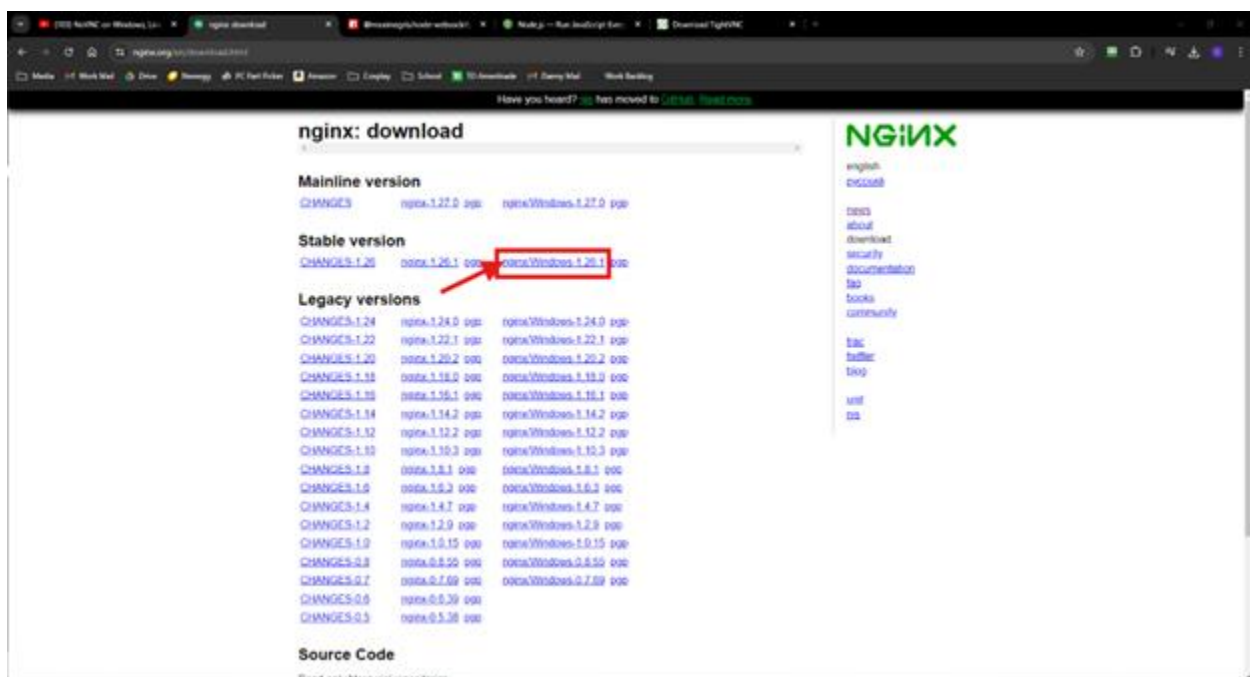 nginx download
Download TightVNC
nginx.org/en/download.html
Have you heard? njs has moved to GitHub. Read more.
nginx: download
NGINX
english
русский
news
about
download
security
documentation
faq
books
community
trac
twitter
blog
unit
njs
Mainline version
CHANGES nginx-1.27.0 pgp nginx/Windows-1.27.0 pgp
Stable version
CHANGES-1.26 nginx-1.26.1 pgp nginx/Windows-1.26.1 pgp
Legacy versions
CHANGES-1.24 nginx-1.24.0 pgp nginx/Windows-1.24.0 pgp
CHANGES-1.22 nginx-1.22.1 pgp nginx/Windows-1.22.1 pgp
CHANGES-1.20 nginx-1.20.2 pgp nginx/Windows-1.20.2 pgp
CHANGES-1.18 nginx-1.18.0 pgp nginx/Windows-1.18.0 pgp
CHANGES-1.16 nginx-1.16.1 pgp nginx/Windows-1.16.1 pgp
CHANGES-1.14 nginx-1.14.2 pgp nginx/Windows-1.14.2 pgp
CHANGES-1.12 nginx-1.12.2 pgp nginx/Windows-1.12.2 pgp
CHANGES-1.10 nginx-1.10.3 pgp nginx/Windows-1.10.3 pgp
CHANGES-1.8 nginx-1.8.1 pgp nginx/Windows-1.8.1 pgp
CHANGES-1.6 nginx-1.6.3 pgp nginx/Windows-1.6.3 pgp
CHANGES-1.4 nginx-1.4.7 pgp nginx/Windows-1.4.7 pgp
CHANGES-1.2 nginx-1.2.9 pgp nginx/Windows-1.2.9 pgp
CHANGES-1.0 nginx-1.0.15 pgp nginx/Windows-1.0.15 pgp
CHANGES-0.8 nginx-0.8.55 pgp nginx/Windows-0.8.55 pgp
CHANGES-0.7 nginx-0.7.69 pgp nginx/Windows-0.7.69 pgp
CHANGES-0.6 nginx-0.6.39 pgp
CHANGES-0.5 nginx-0.5.38 pgp
Source Code